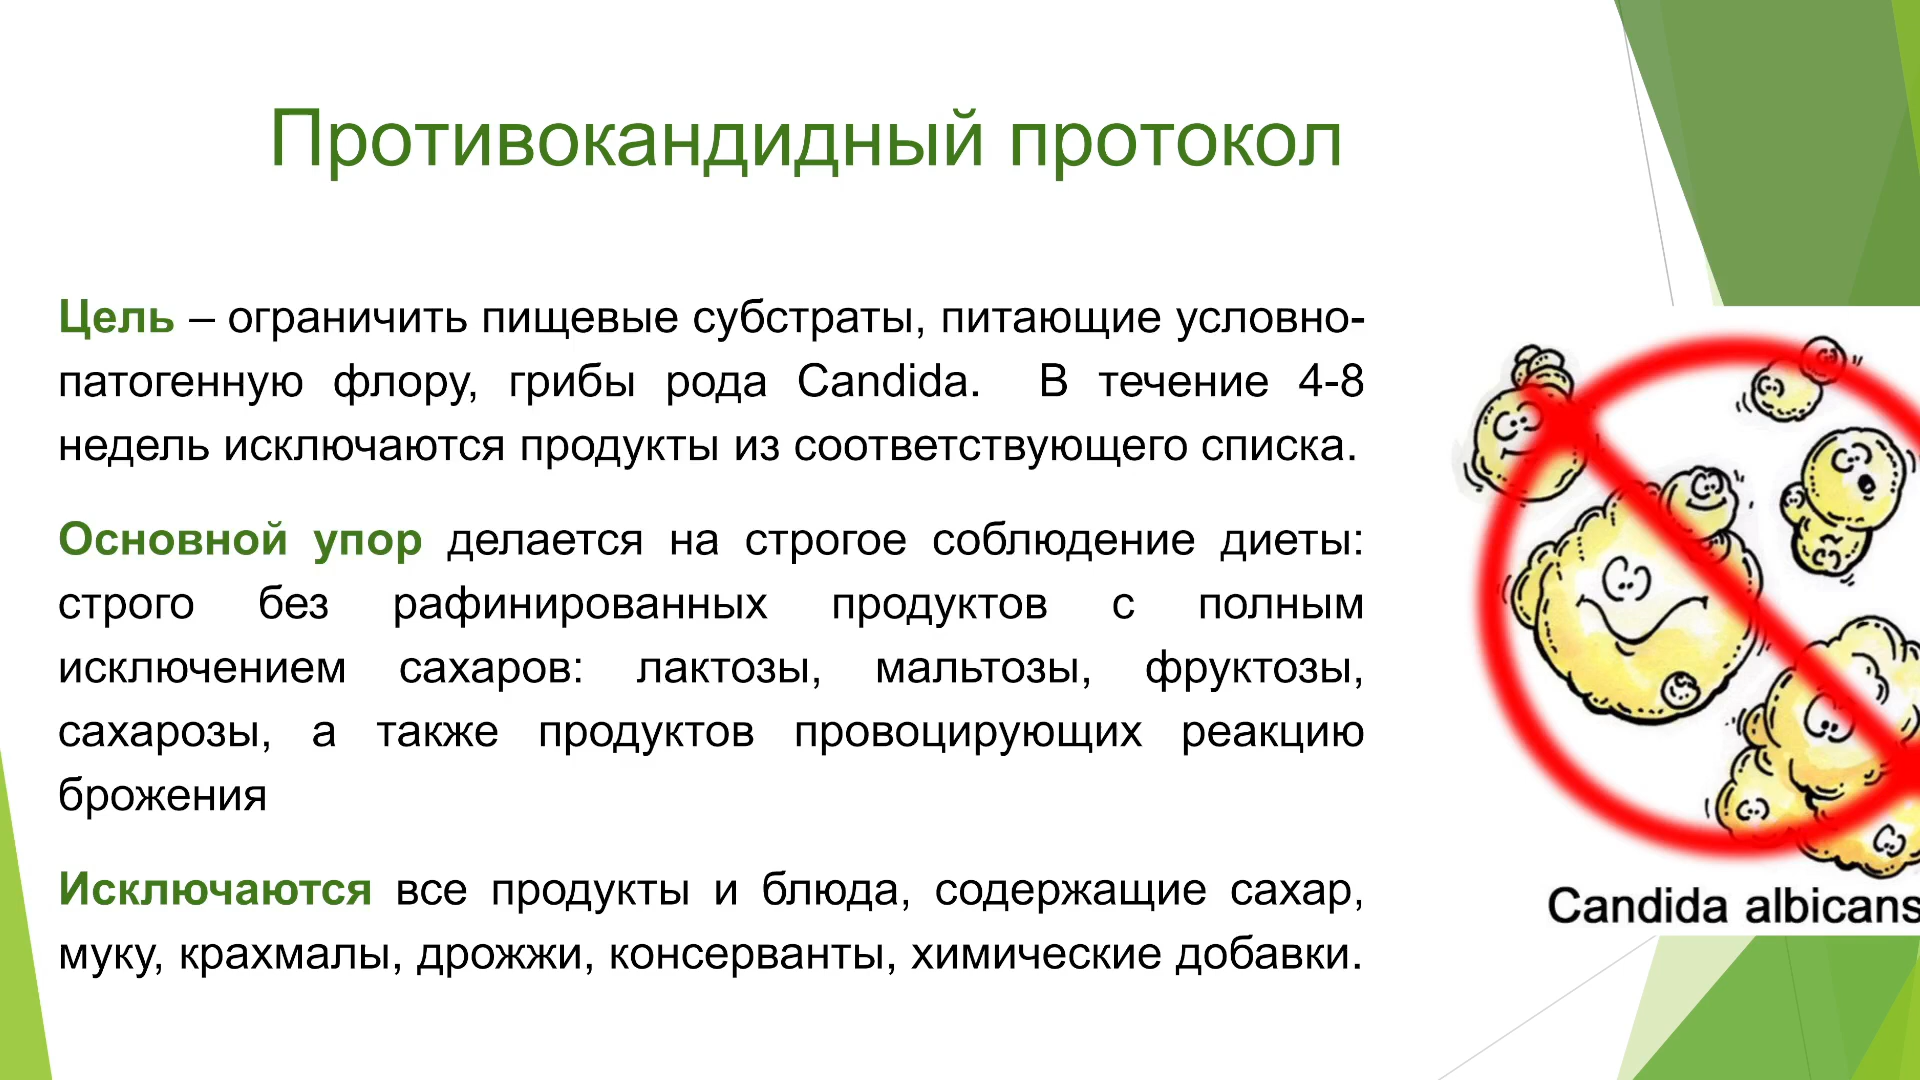 Противокандидный протокол
Цель – ограничить пищевые субстраты, питающие условно-
патогенную флору, грибы рода Candida. В течение 4-8
недель исключаются продукты из соответствующего списка.
Основной упор делается на строгое соблюдение диеты:
строго без рафинированных продуктов с полным
исключением сахаров: лактозы, мальтозы, фруктозы,
сахарозы, а также продуктов провоцирующих реакцию
брожения
Исключаются все продукты и блюда, содержащие сахар,
муку, крахмалы, дрожжи, консерванты, химические добавки.
Candida albicans